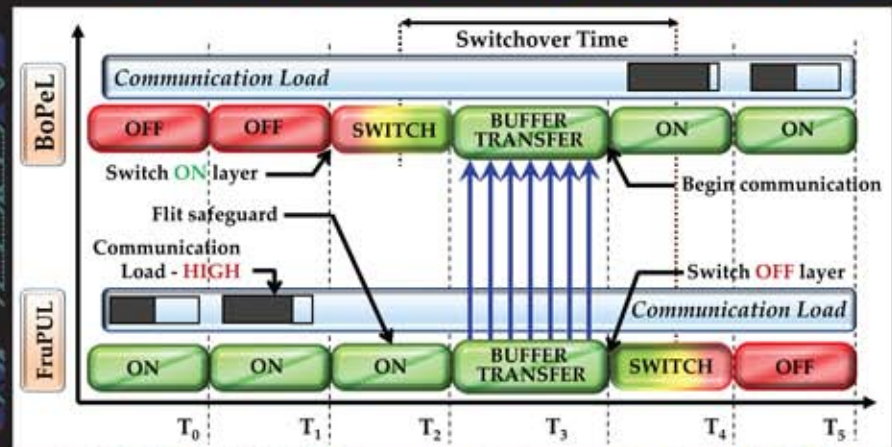 Switchover Time
BoPeL
Communication Load
OFF
OFF
SWITCH
BUFFER
TRANSFER
ON
ON
Switch ON layer
Begin communication
Flit safeguard
Communication
Load - HIGH
Switch OFF layer
FruPUL
Communication Load
ON
ON
ON
BUFFER
TRANSFER
SWITCH
OFF
T₀ T₁ T₂ T₃ T₄ T₅